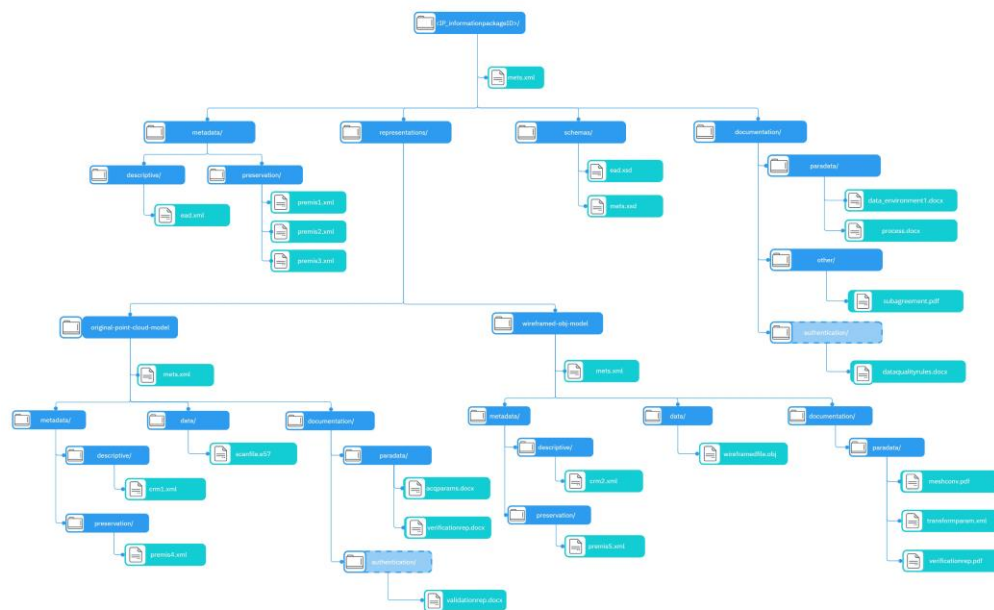 <IP_informationpackageID>/
mets.xml
metadata/
representations/
schemas/
documentation/
descriptive/
preservation/
ead.xml
premis1.xml
premis2.xml
premis3.xml
ead.xsd
mets.xsd
paradata/
data_environment1.docx
process.docx
other/
subagreement.pdf
authentication/
dataqualityrules.docx
original-point-cloud-model
wireframed-obj-model
mets.xml
metadata/
data/
documentation/
descriptive/
scanfile.e57
paradata/
crm1.xml
acqparams.docx
preservation/
verificationrep.docx
premis4.xml
authentication/
validationrep.docx
mets.xml
metadata/
data/
documentation/
descriptive/
wireframedfile.obj
paradata/
crm2.xml
meshconv.pdf
preservation/
transformparam.xml
premis5.xml
verificationrep.pdf